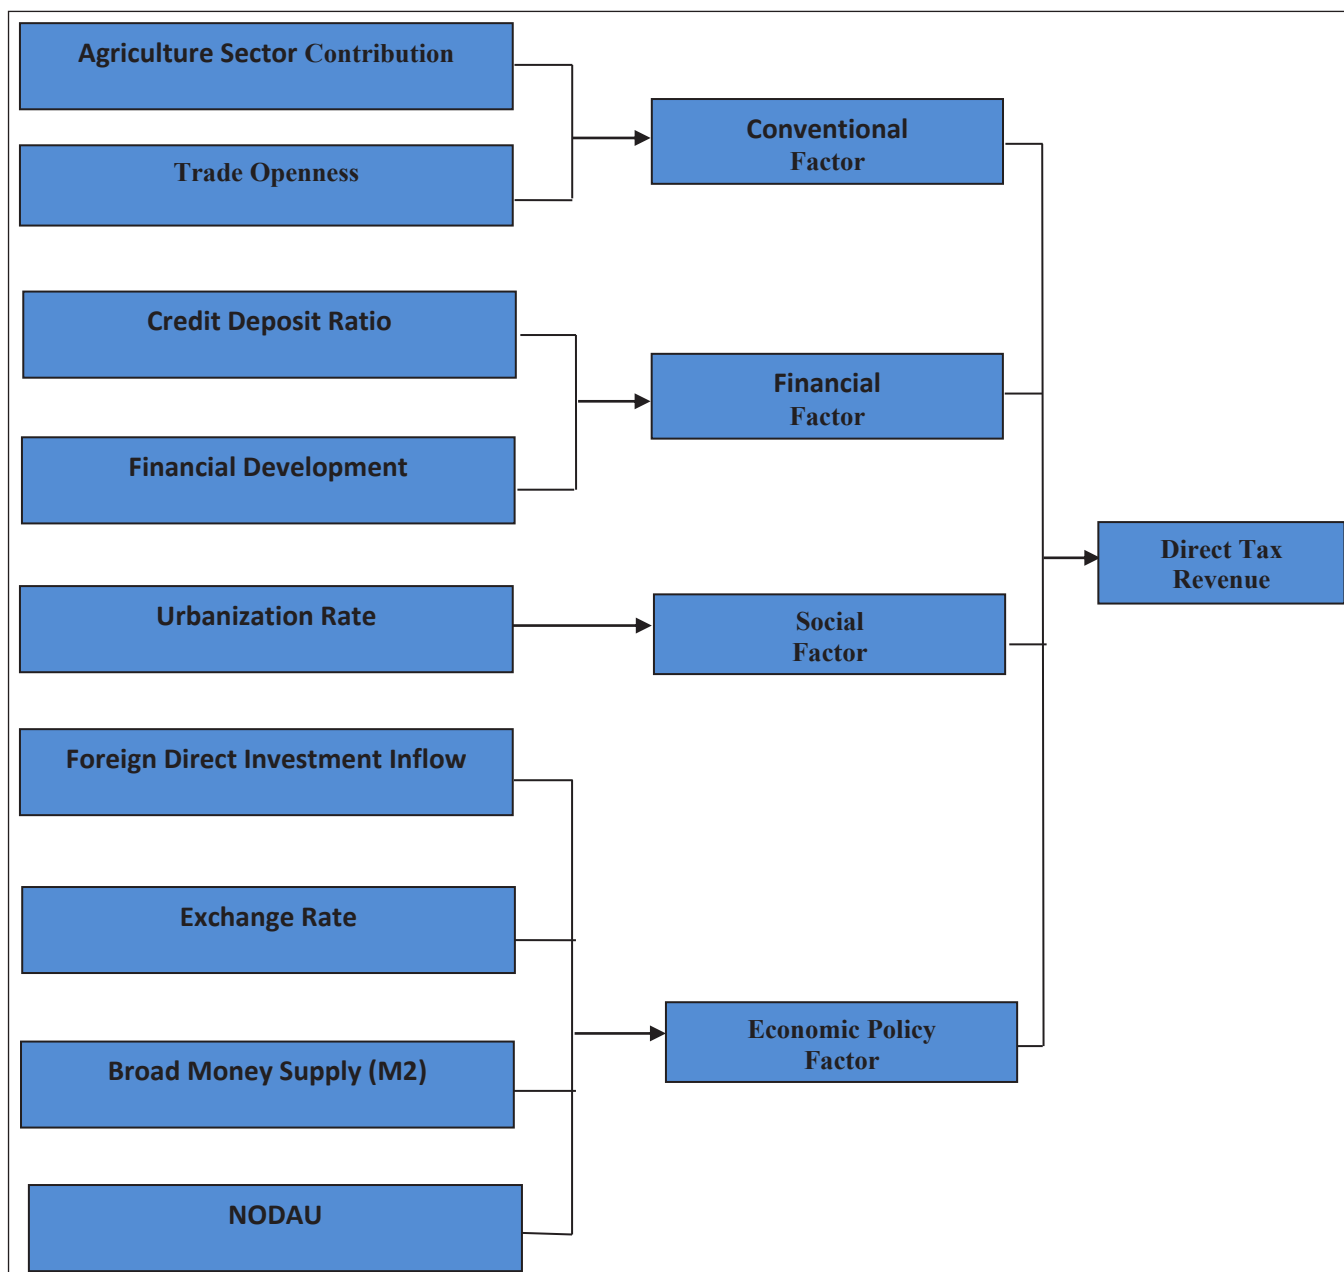 Agriculture Sector Contribution
Trade Openness
Conventional
Factor
Credit Deposit Ratio
Financial Development
Financial
Factor
Direct Tax
Revenue
Urbanization Rate
Social
Factor
Foreign Direct Investment Inflow
Exchange Rate
Broad Money Supply (M2)
NODAU
Economic Policy
Factor